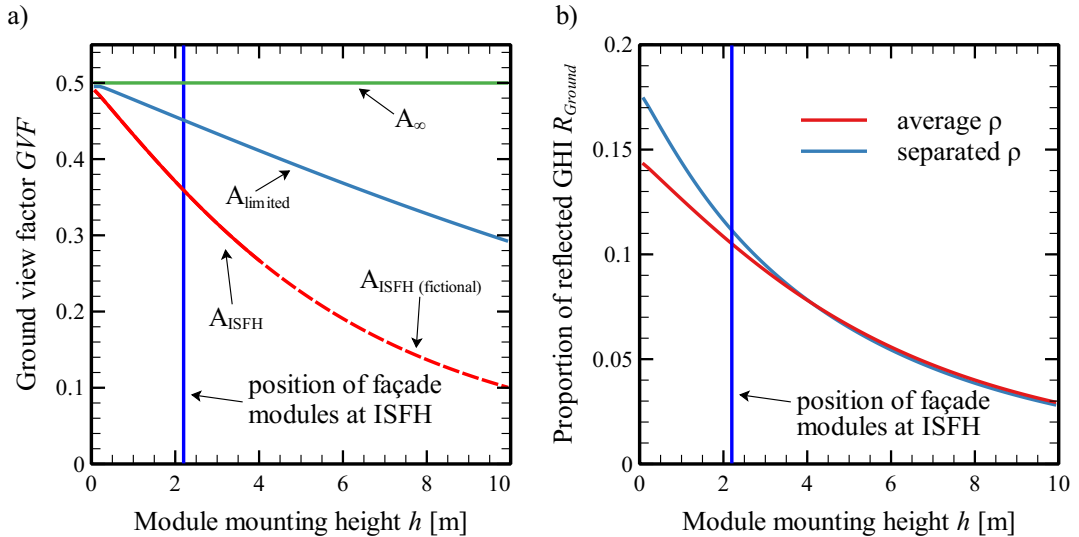 a)
Ground view factor GVF
0.5
0.4
0.3
0.2
0.1
0
A∞
Alimited
AISFH
AISFH (fictional)
position of façade
modules at ISFH
0 2 4 6 8 10
Module mounting height h [m]
b)
Proportion of reflected GHI RGround
0.2
0.15
0.1
0.05
0
average ρ
separated ρ
position of façade
modules at ISFH
0 2 4 6 8 10
Module mounting height h [m]